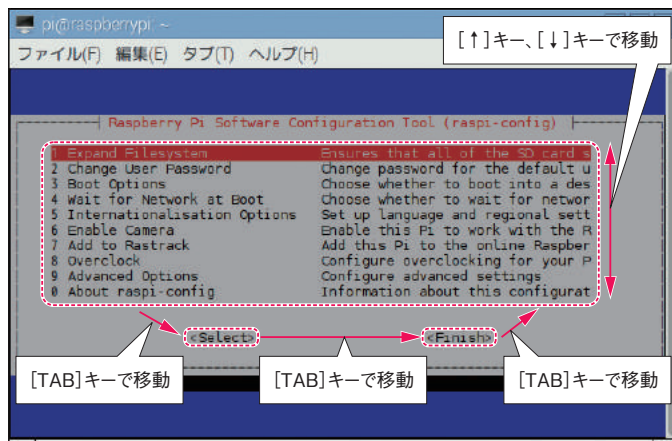 pi@raspberrypi: ~
ファイル(F) 編集(E) タブ(T) ヘルプ(H)
[↑]キー、[↓]キーで移動
Raspberry Pi Software Configuration Tool (raspi-config)
1 Expand Filesystem Ensures that all of the SD card s
2 Change User Password Change password for the default u
3 Boot Options Choose whether to boot into a des
4 Wait for Network at Boot Choose whether to wait for networ
5 Internationalisation Options Set up language and regional sett
6 Enable Camera Enable this Pi to work with the R
7 Add to Rastrack Add this Pi to the online Raspber
8 Overclock Configure overclocking for your P
9 Advanced Options Configure advanced settings
0 About raspi-config Information about this configurat
<Select> <Finish>
[TAB]キーで移動 [TAB]キーで移動 [TAB]キーで移動